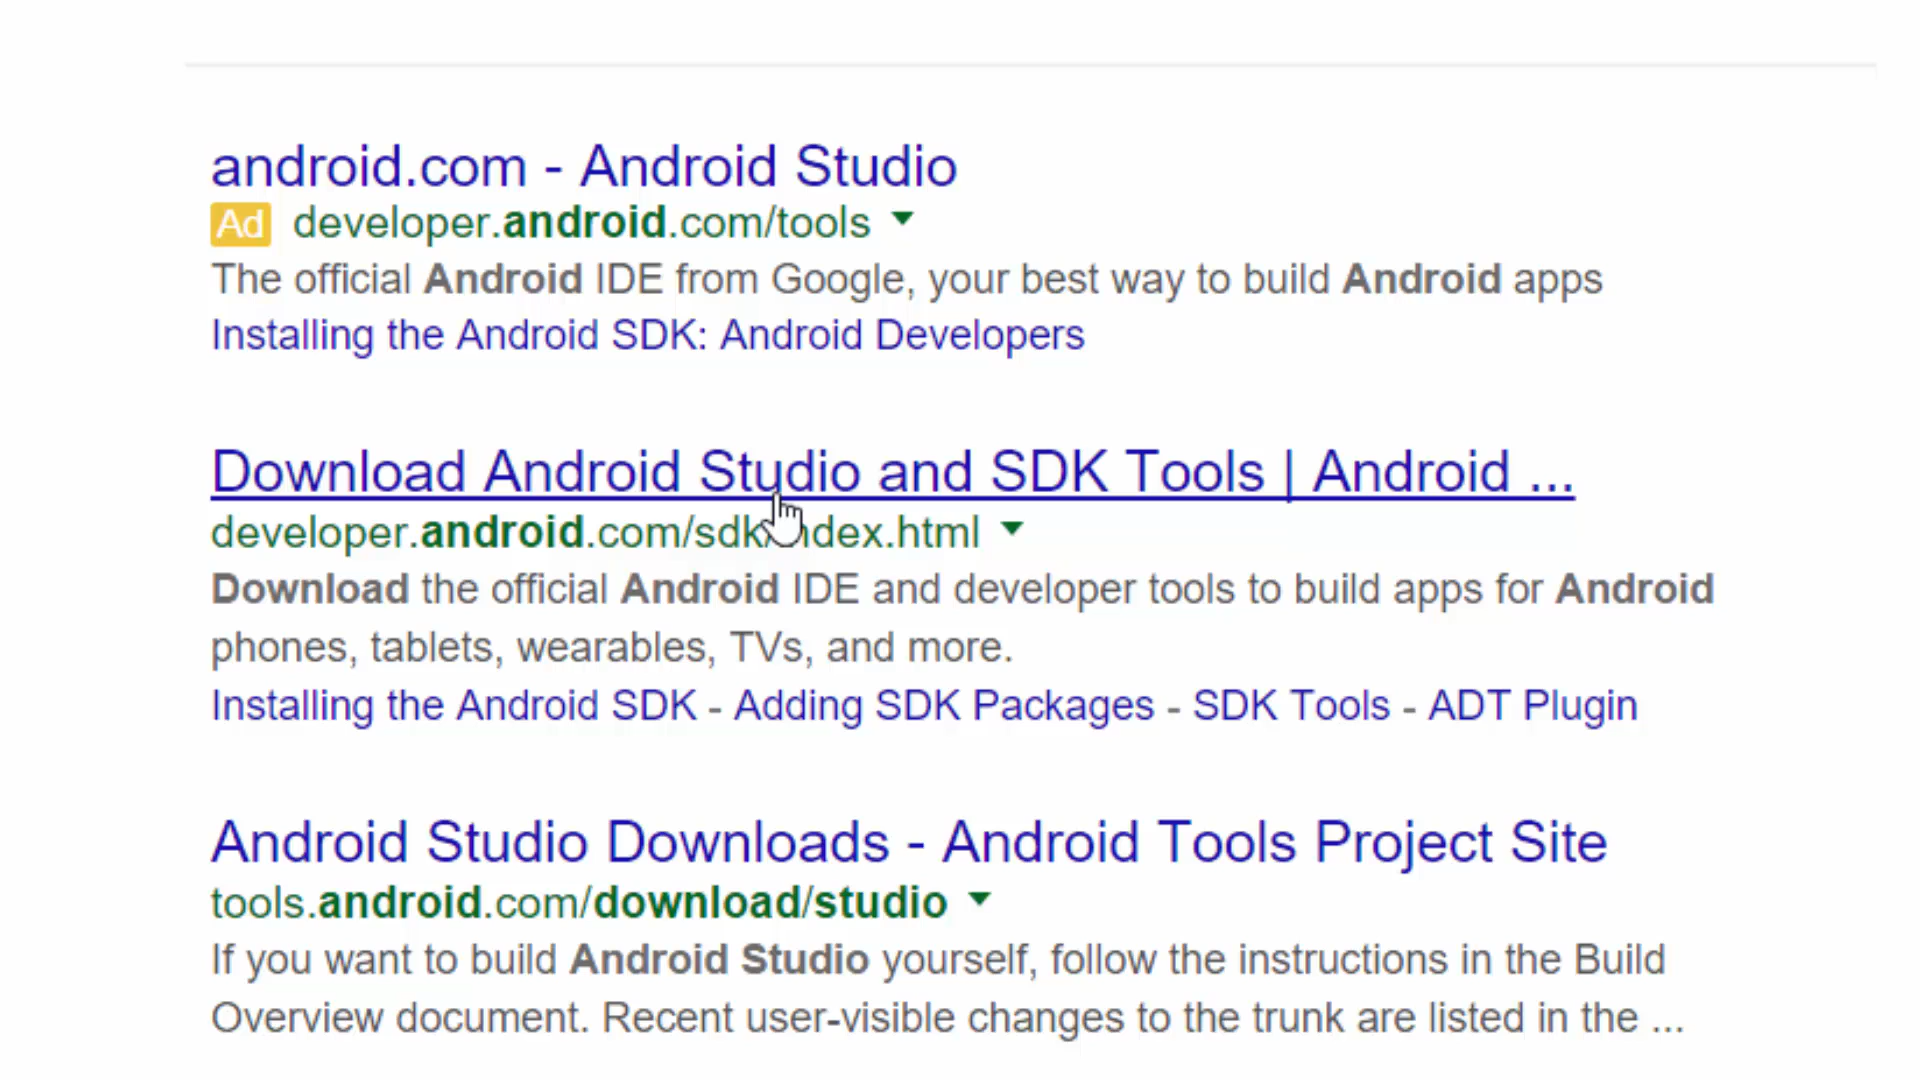 android.com - Android Studio
Ad developer.android.com/tools
The official Android IDE from Google, your best way to build Android apps
Installing the Android SDK: Android Developers
Download Android Studio and SDK Tools | Android ...
developer.android.com/sdk/index.html
Download the official Android IDE and developer tools to build apps for Android
phones, tablets, wearables, TVs, and more.
Installing the Android SDK - Adding SDK Packages - SDK Tools - ADT Plugin
Android Studio Downloads - Android Tools Project Site
tools.android.com/download/studio
If you want to build Android Studio yourself, follow the instructions in the Build
Overview document. Recent user-visible changes to the trunk are listed in the ...